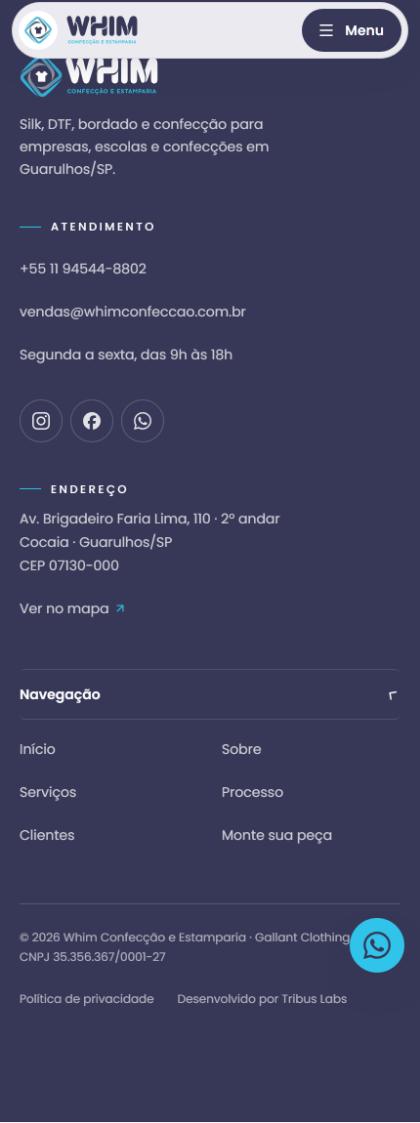 WHIM
CONFECÇÃO E ESTAMPARIA
Menu
WHIM
CONFECÇÃO E ESTAMPARIA
Silk, DTF, bordado e confecção para
empresas, escolas e confecções em
Guarulhos/SP.
ATENDIMENTO
+55 11 94544-8802
vendas@whimconfeccao.com.br
Segunda a sexta, das 9h às 18h
ENDEREÇO
Av. Brigadeiro Faria Lima, 110 · 2º andar
Cocaia · Guarulhos/SP
CEP 07130-000
Ver no mapa
Navegação
Início Sobre
Serviços Processo
Clientes Monte sua peça
© 2026 Whim Confecção e Estamparia · Gallant Clothing
CNPJ 35.356.367/0001-27
Política de privacidade Desenvolvido por Tribus Labs